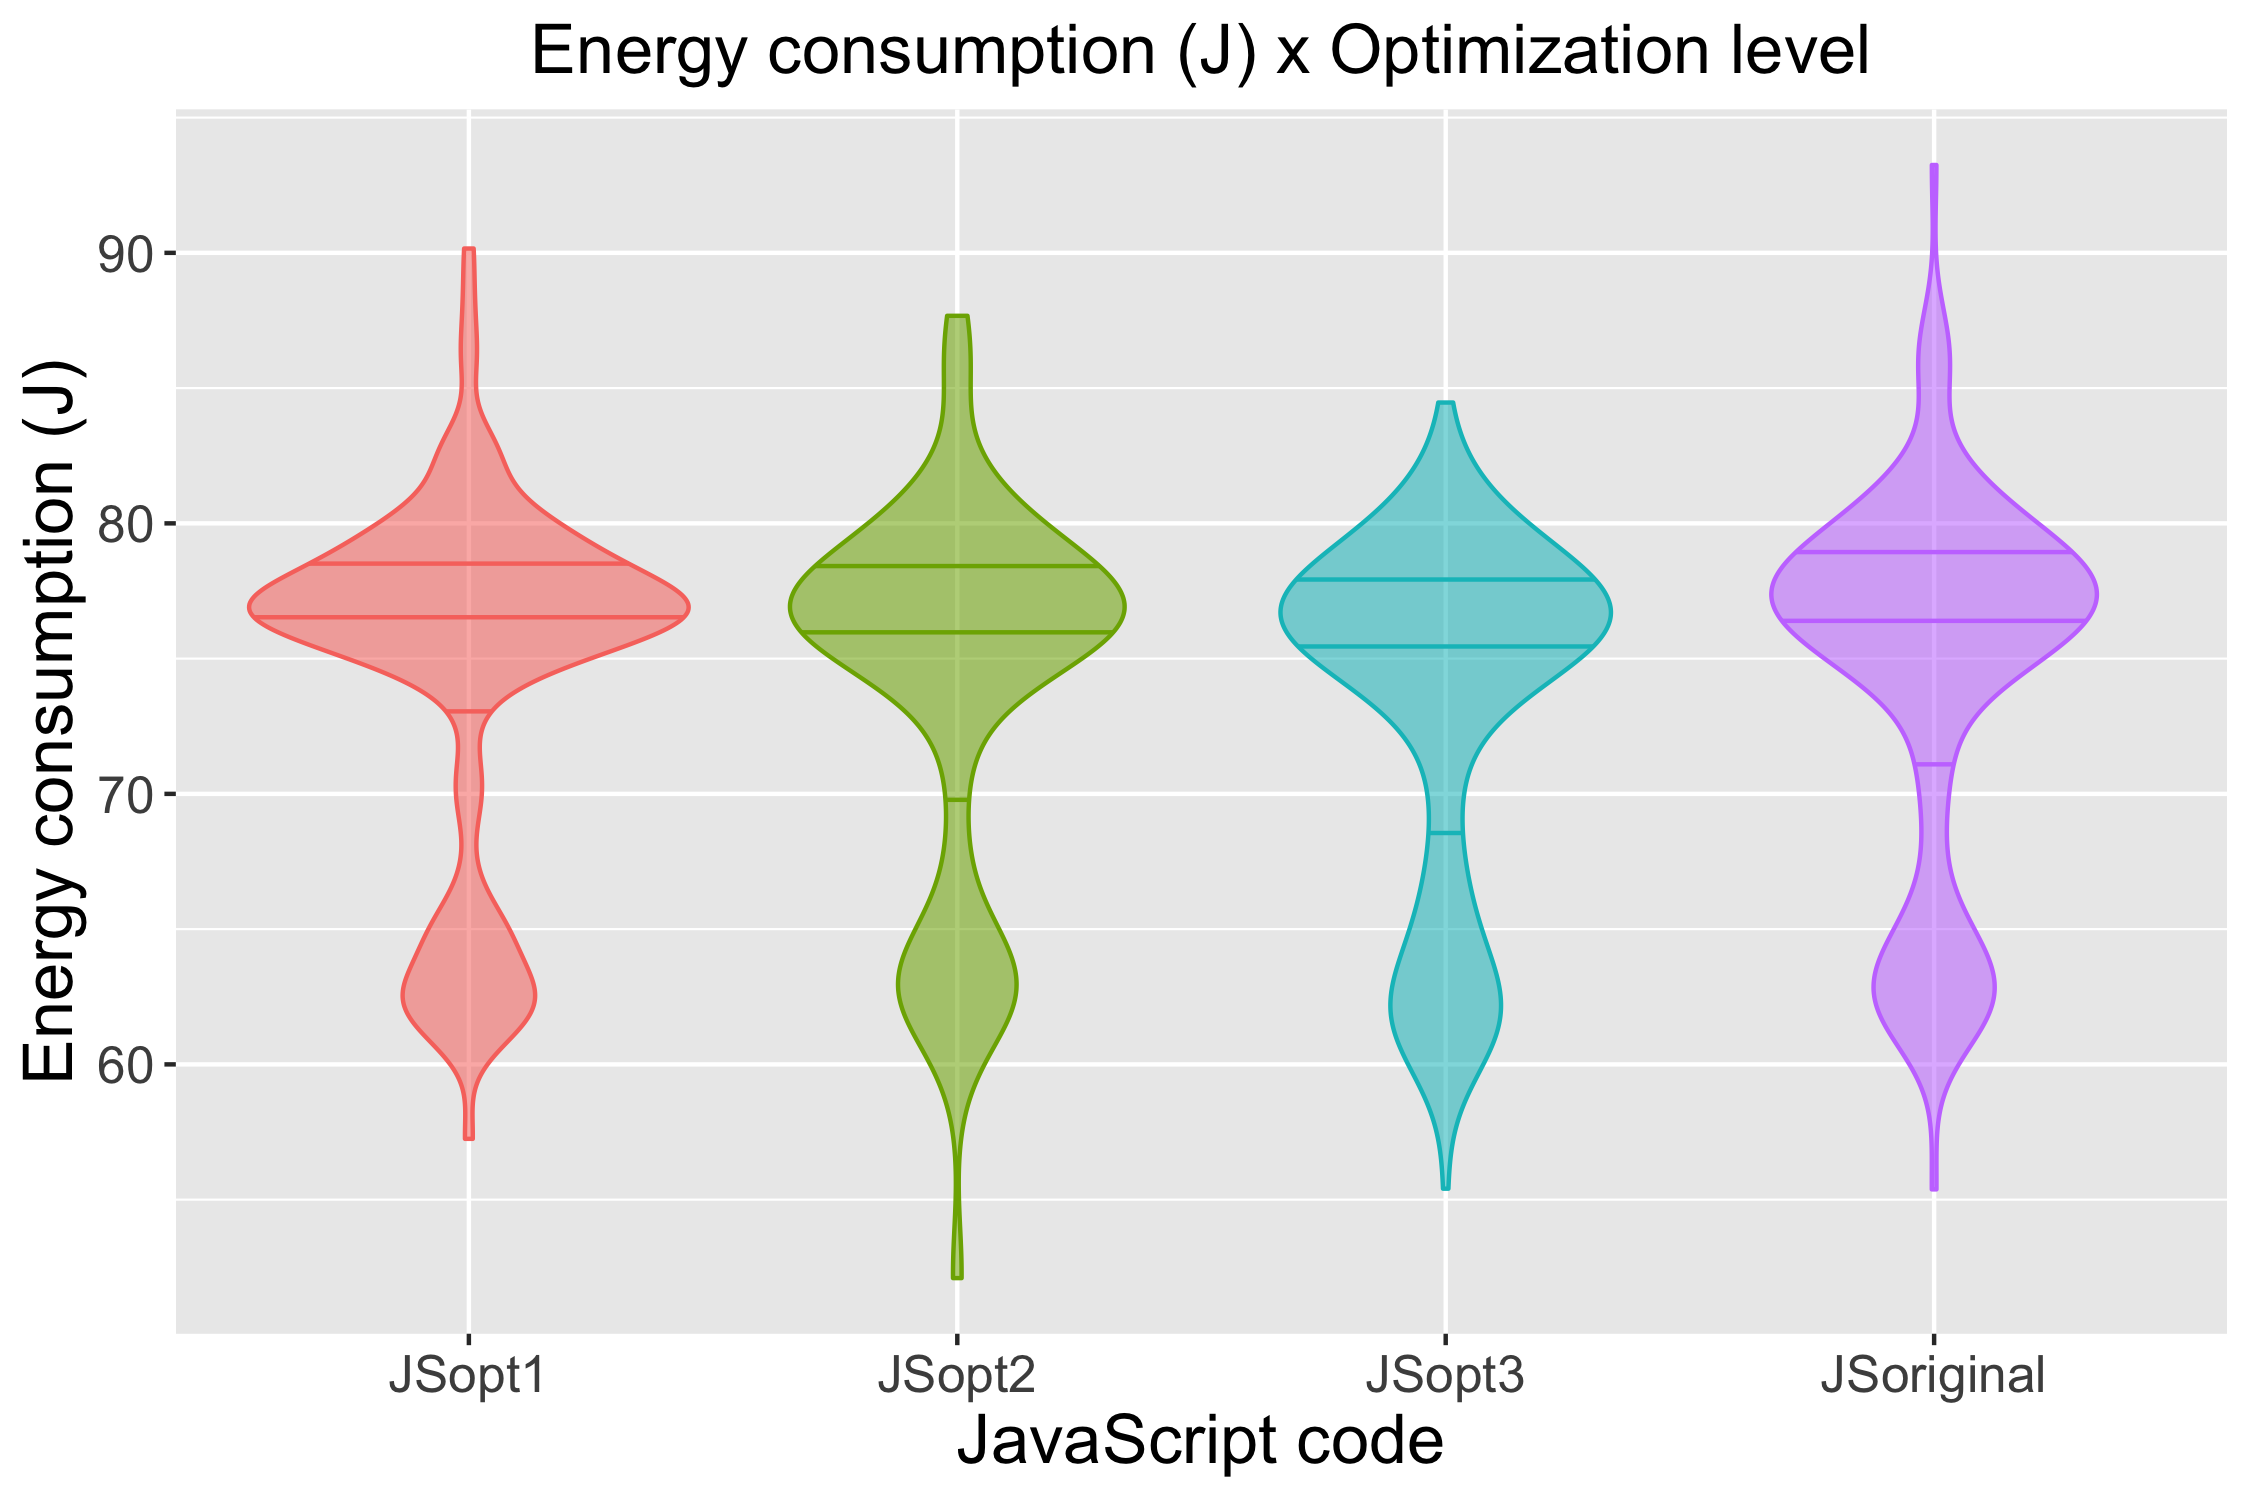 Energy consumption (J) x Optimization level
Energy consumption (J)
90
80
70
60
JSopt1 JSopt2 JSopt3 JSoriginal
JavaScript code